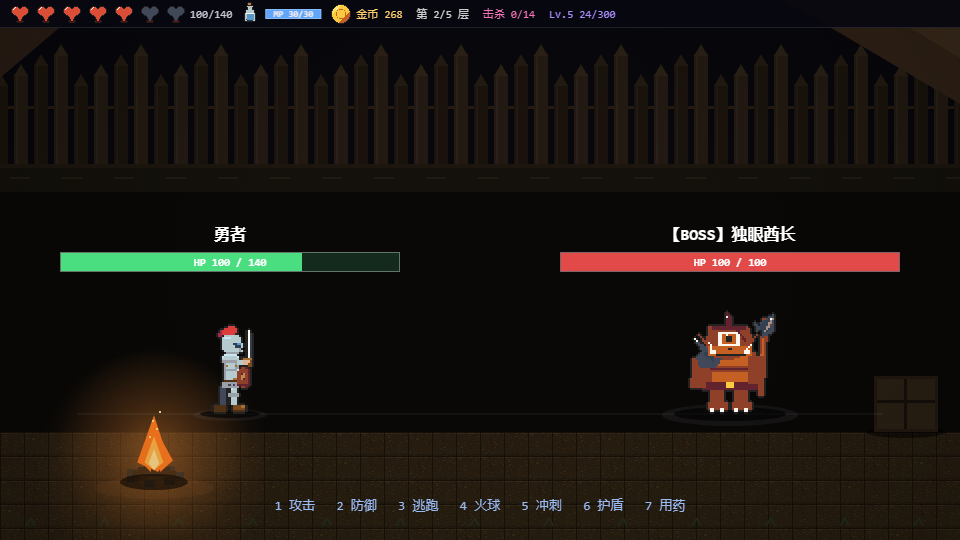 100/140 MP 30/30 金币 268 第 2/5 层 击杀 0/14 Lv.5 24/300
勇者 【BOSS】独眼酋长
HP 100 / 140 HP 100 / 100
1 攻击 2 防御 3 逃跑 4 火球 5 冲刺 6 护盾 7 用药